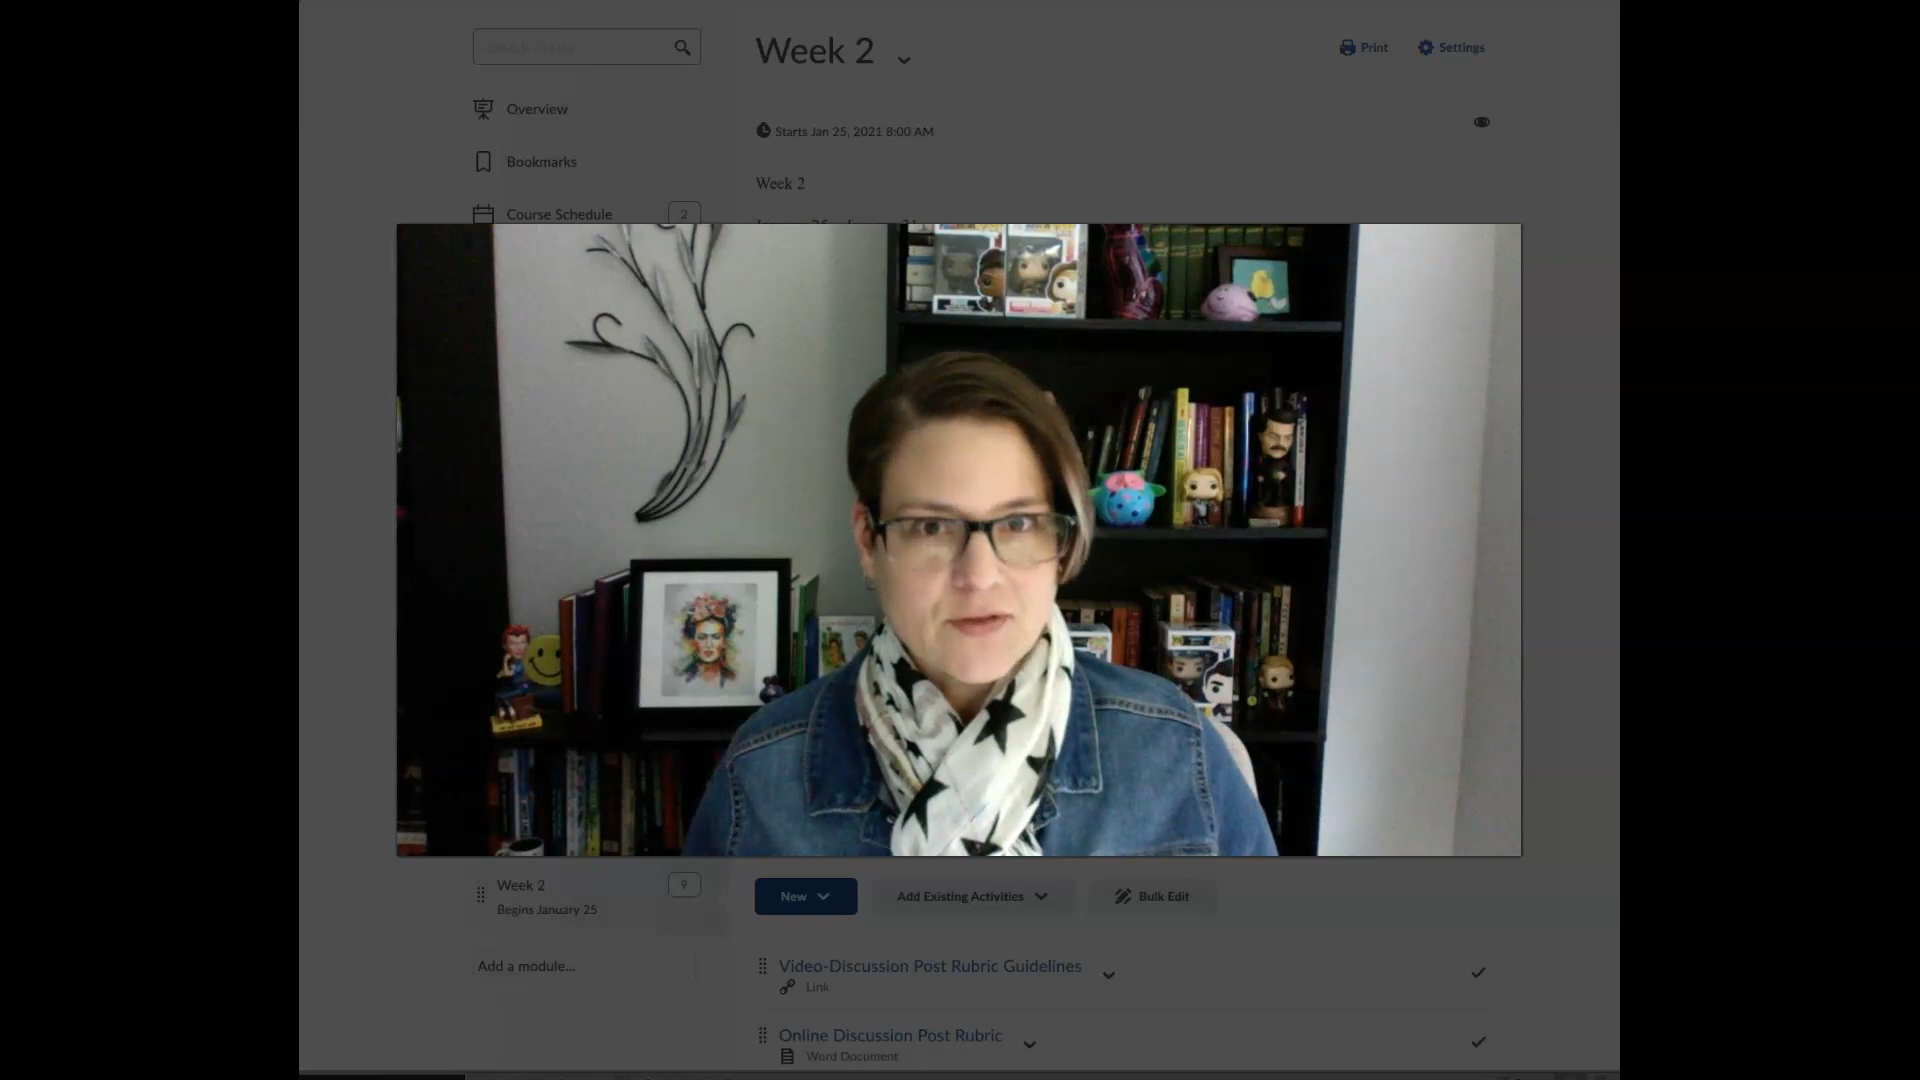 Search Topics
Week 2
Print
Settings
Overview
Starts Jan 25, 2021 8:00 AM
Bookmarks
Week 2
Course Schedule
2
Week 2
9
Begins January 25
New
Add Existing Activities
Bulk Edit
Add a module...
Video-Discussion Post Rubric Guidelines
Link
Online Discussion Post Rubric
Word Document